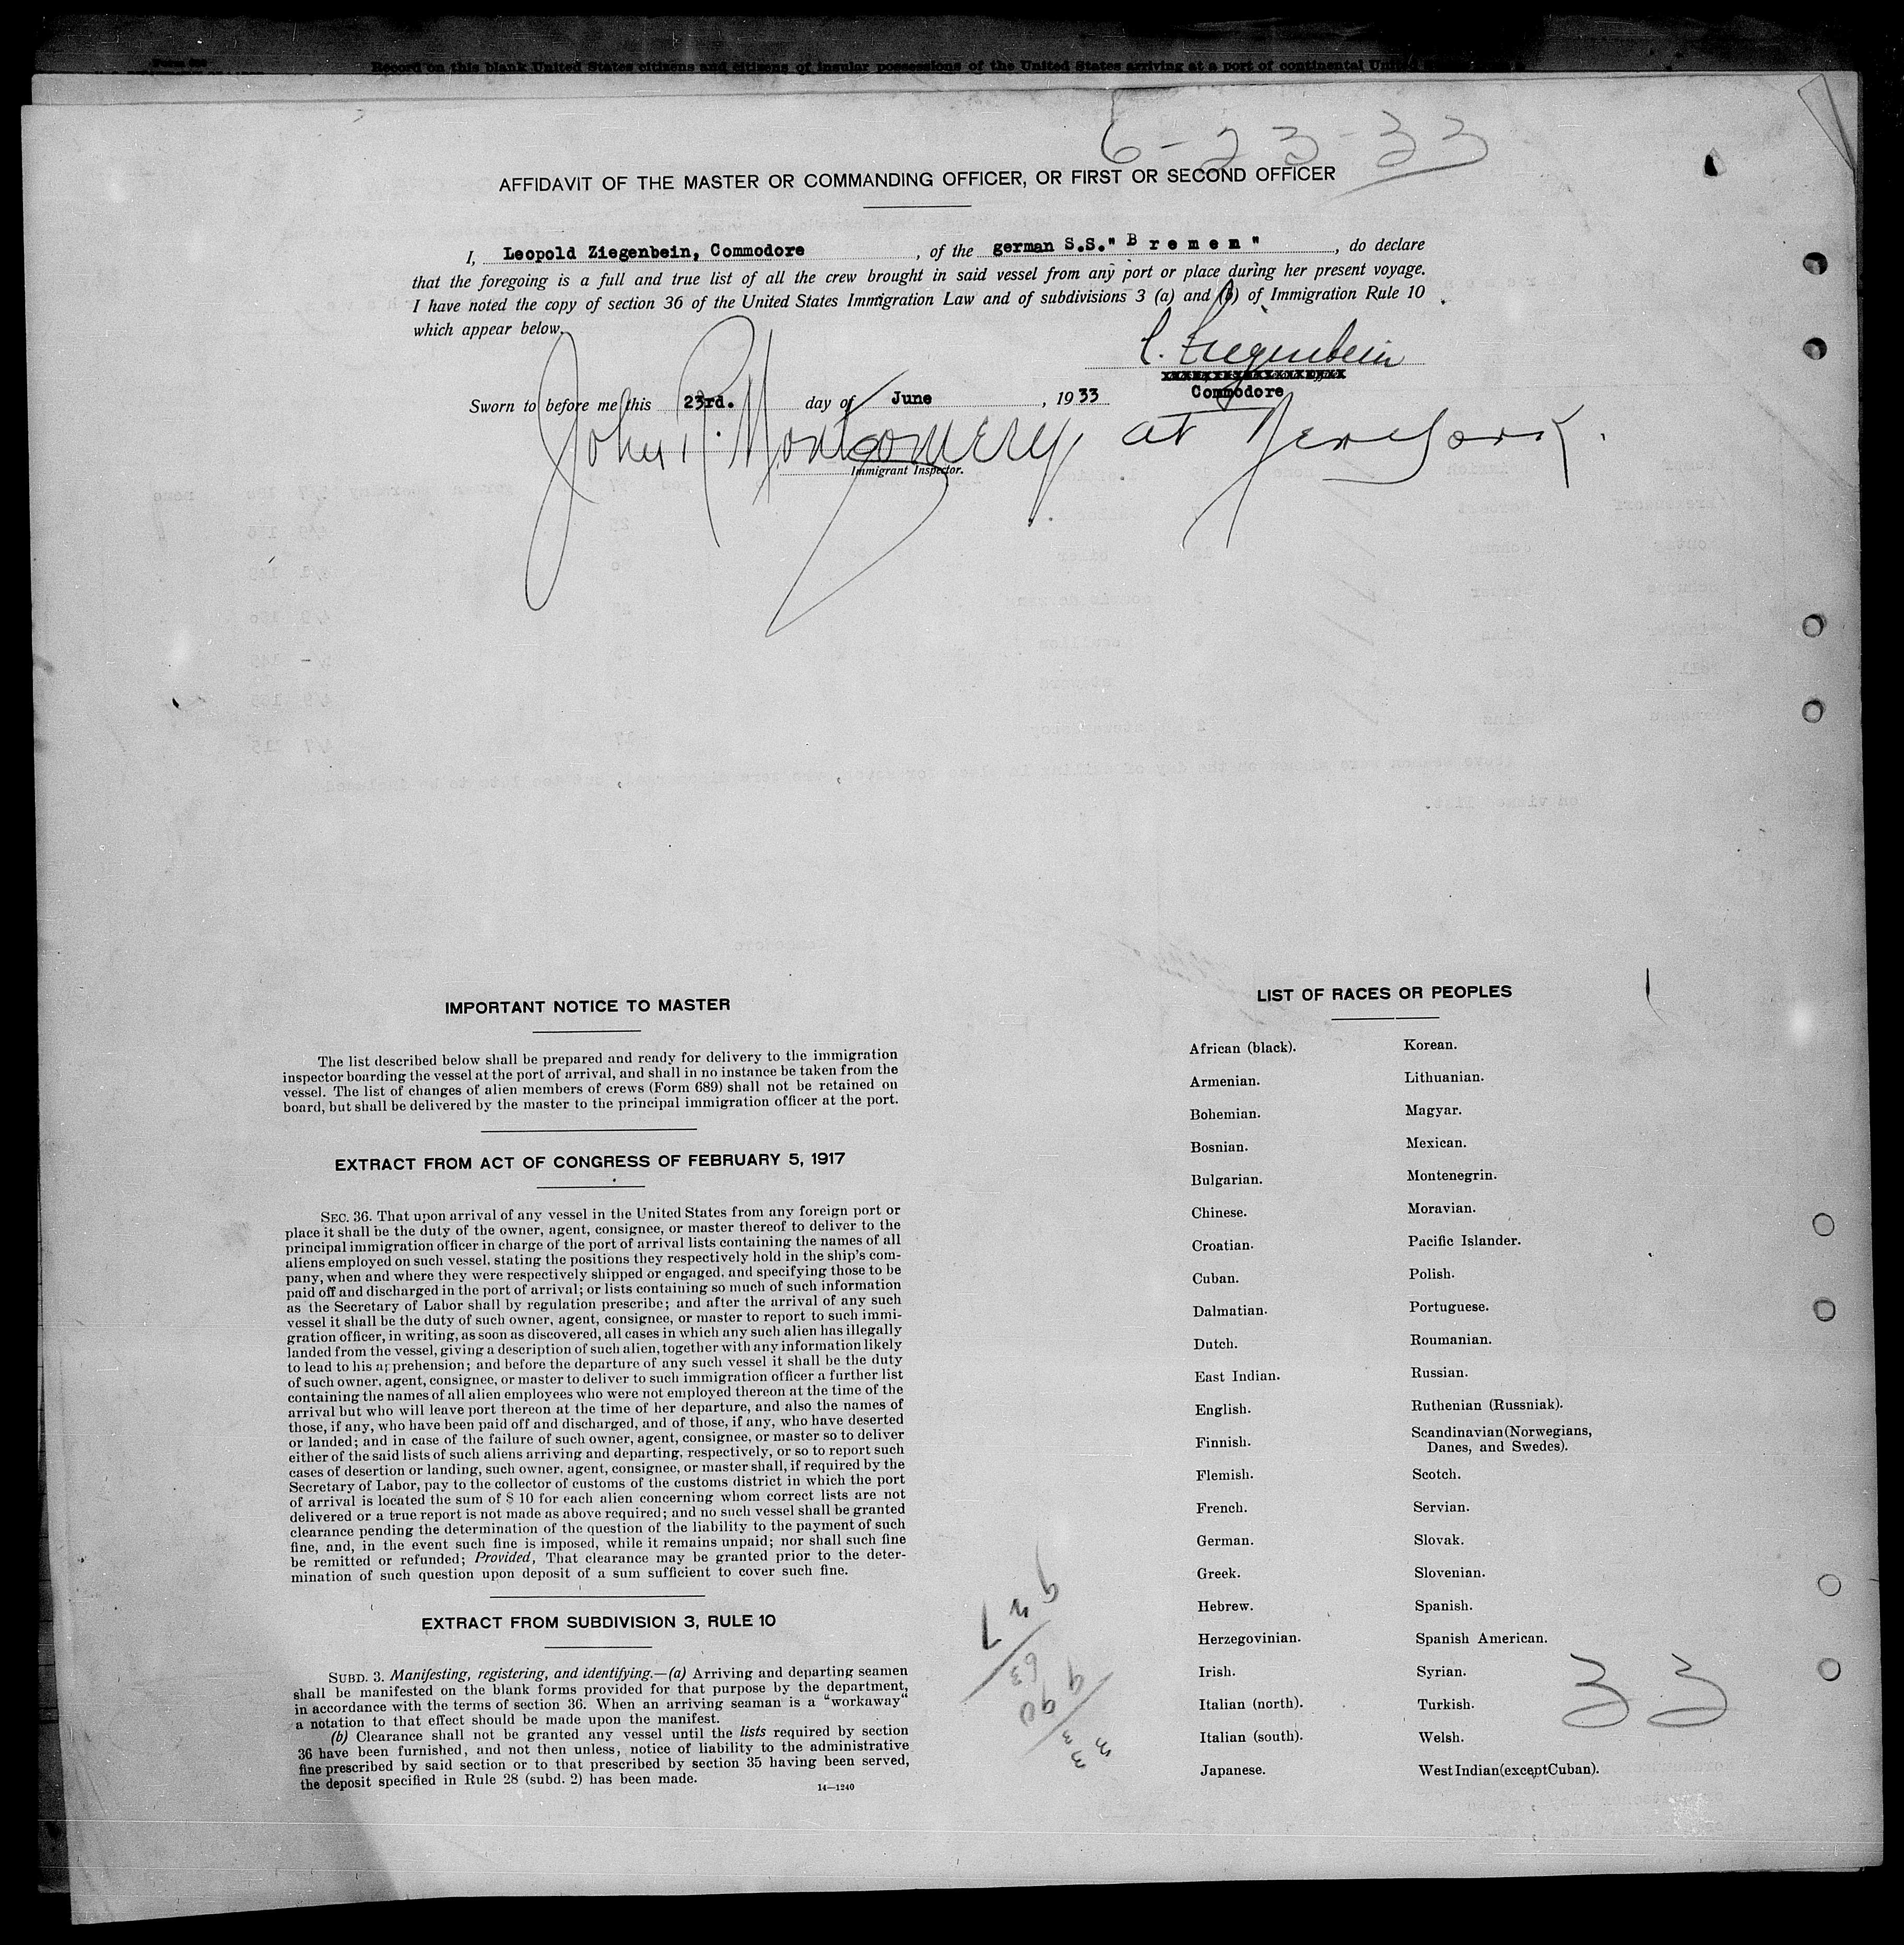 Record on this blank United States citizens and citizens of insular possessions of the United States arriving at a port of continental
6-23-33
AFFIDAVIT OF THE MASTER OR COMMANDING OFFICER, OR FIRST OR SECOND OFFICER
I, Leopold Ziegenbein, Commodore, of the german S.S." B r e m e n ", do declare
that the foregoing is a full and true list of all the crew brought in said vessel from any port or place during her present voyage.
I have noted the copy of section 36 of the United States Immigration Law and of subdivisions 3 (a) and (b) of Immigration Rule 10
which appear below.
L. Ziegenbein
Commodore
Sworn to before me this 23rd. day of June, 1933
John R. Montgomery at New York.
Immigrant Inspector.
IMPORTANT NOTICE TO MASTER
The list described below shall be prepared and ready for delivery to the immigration
inspector boarding the vessel at the port of arrival, and shall in no instance be taken from the
vessel. The list of changes of alien members of crews (Form 689) shall not be retained on
board, but shall be delivered by the master to the principal immigration officer at the port.
EXTRACT FROM ACT OF CONGRESS OF FEBRUARY 5, 1917
SEC. 36. That upon arrival of any vessel in the United States from any foreign port or
place it shall be the duty of the owner, agent, consignee, or master thereof to deliver to the
principal immigration officer in charge of the port of arrival lists containing the names of all
aliens employed on such vessel, stating the positions they respectively hold in the ship's com-
pany, when and where they were respectively shipped or engaged, and specifying those to be
paid off and discharged in the port of arrival; or lists containing so much of such information
as the Secretary of Labor shall by regulation prescribe; and after the arrival of any such
vessel it shall be the duty of such owner, agent, consignee, or master to report to such immi-
gration officer, in writing, as soon as discovered, all cases in which any such alien has illegally
landed from the vessel, giving a description of such alien, together with any information likely
to lead to his apprehension; and before the departure of any such vessel it shall be the duty
of such owner, agent, consignee, or master to deliver to such immigration officer a further list
containing the names of all alien employees who were not employed thereon at the time of the
arrival but who will leave port thereon at the time of her departure, and also the names of
those, if any, who have been paid off and discharged, and of those, if any, who have deserted
or landed; and in case of the failure of such owner, agent, consignee, or master so to deliver
either of the said lists of such aliens arriving and departing, respectively, or so to report such
cases of desertion or landing, such owner, agent, consignee, or master shall, if required by the
Secretary of Labor, pay to the collector of customs of the customs district in which the port
of arrival is located the sum of $ 10 for each alien concerning whom correct lists are not
delivered or a true report is not made as above required; and no such vessel shall be granted
clearance pending the determination of the question of the liability to the payment of such
fine, and, in the event such fine is imposed, while it remains unpaid; nor shall such fine
be remitted or refunded; Provided, That clearance may be granted prior to the deter-
mination of such question upon deposit of a sum sufficient to cover such fine.
EXTRACT FROM SUBDIVISION 3, RULE 10
SUBD. 3. Manifesting, registering, and identifying.—(a) Arriving and departing seamen
shall be manifested on the blank forms provided for that purpose by the department,
in accordance with the terms of section 36. When an arriving seaman is a "workaway"
a notation to that effect should be made upon the manifest.
(b) Clearance shall not be granted any vessel until the lists required by section
36 have been furnished, and not then unless, notice of liability to the administrative
fine prescribed by said section or to that prescribed by section 35 having been served,
the deposit specified in Rule 28 (subd. 2) has been made.
14—1240
LIST OF RACES OR PEOPLES
African (black).
Armenian.
Bohemian.
Bosnian.
Bulgarian.
Chinese.
Croatian.
Cuban.
Dalmatian.
Dutch.
East Indian.
English.
Finnish.
Flemish.
French.
German.
Greek.
Hebrew.
Herzegovinian.
Irish.
Italian (north).
Italian (south).
Japanese.
Korean.
Lithuanian.
Magyar.
Mexican.
Montenegrin.
Moravian.
Pacific Islander.
Polish.
Portuguese.
Roumanian.
Russian.
Ruthenian (Russniak).
Scandinavian (Norwegians,
Danes, and Swedes).
Scotch.
Servian.
Slovak.
Slovenian.
Spanish.
Spanish American.
Syrian.
Turkish.
Welsh.
West Indian (except Cuban).
33